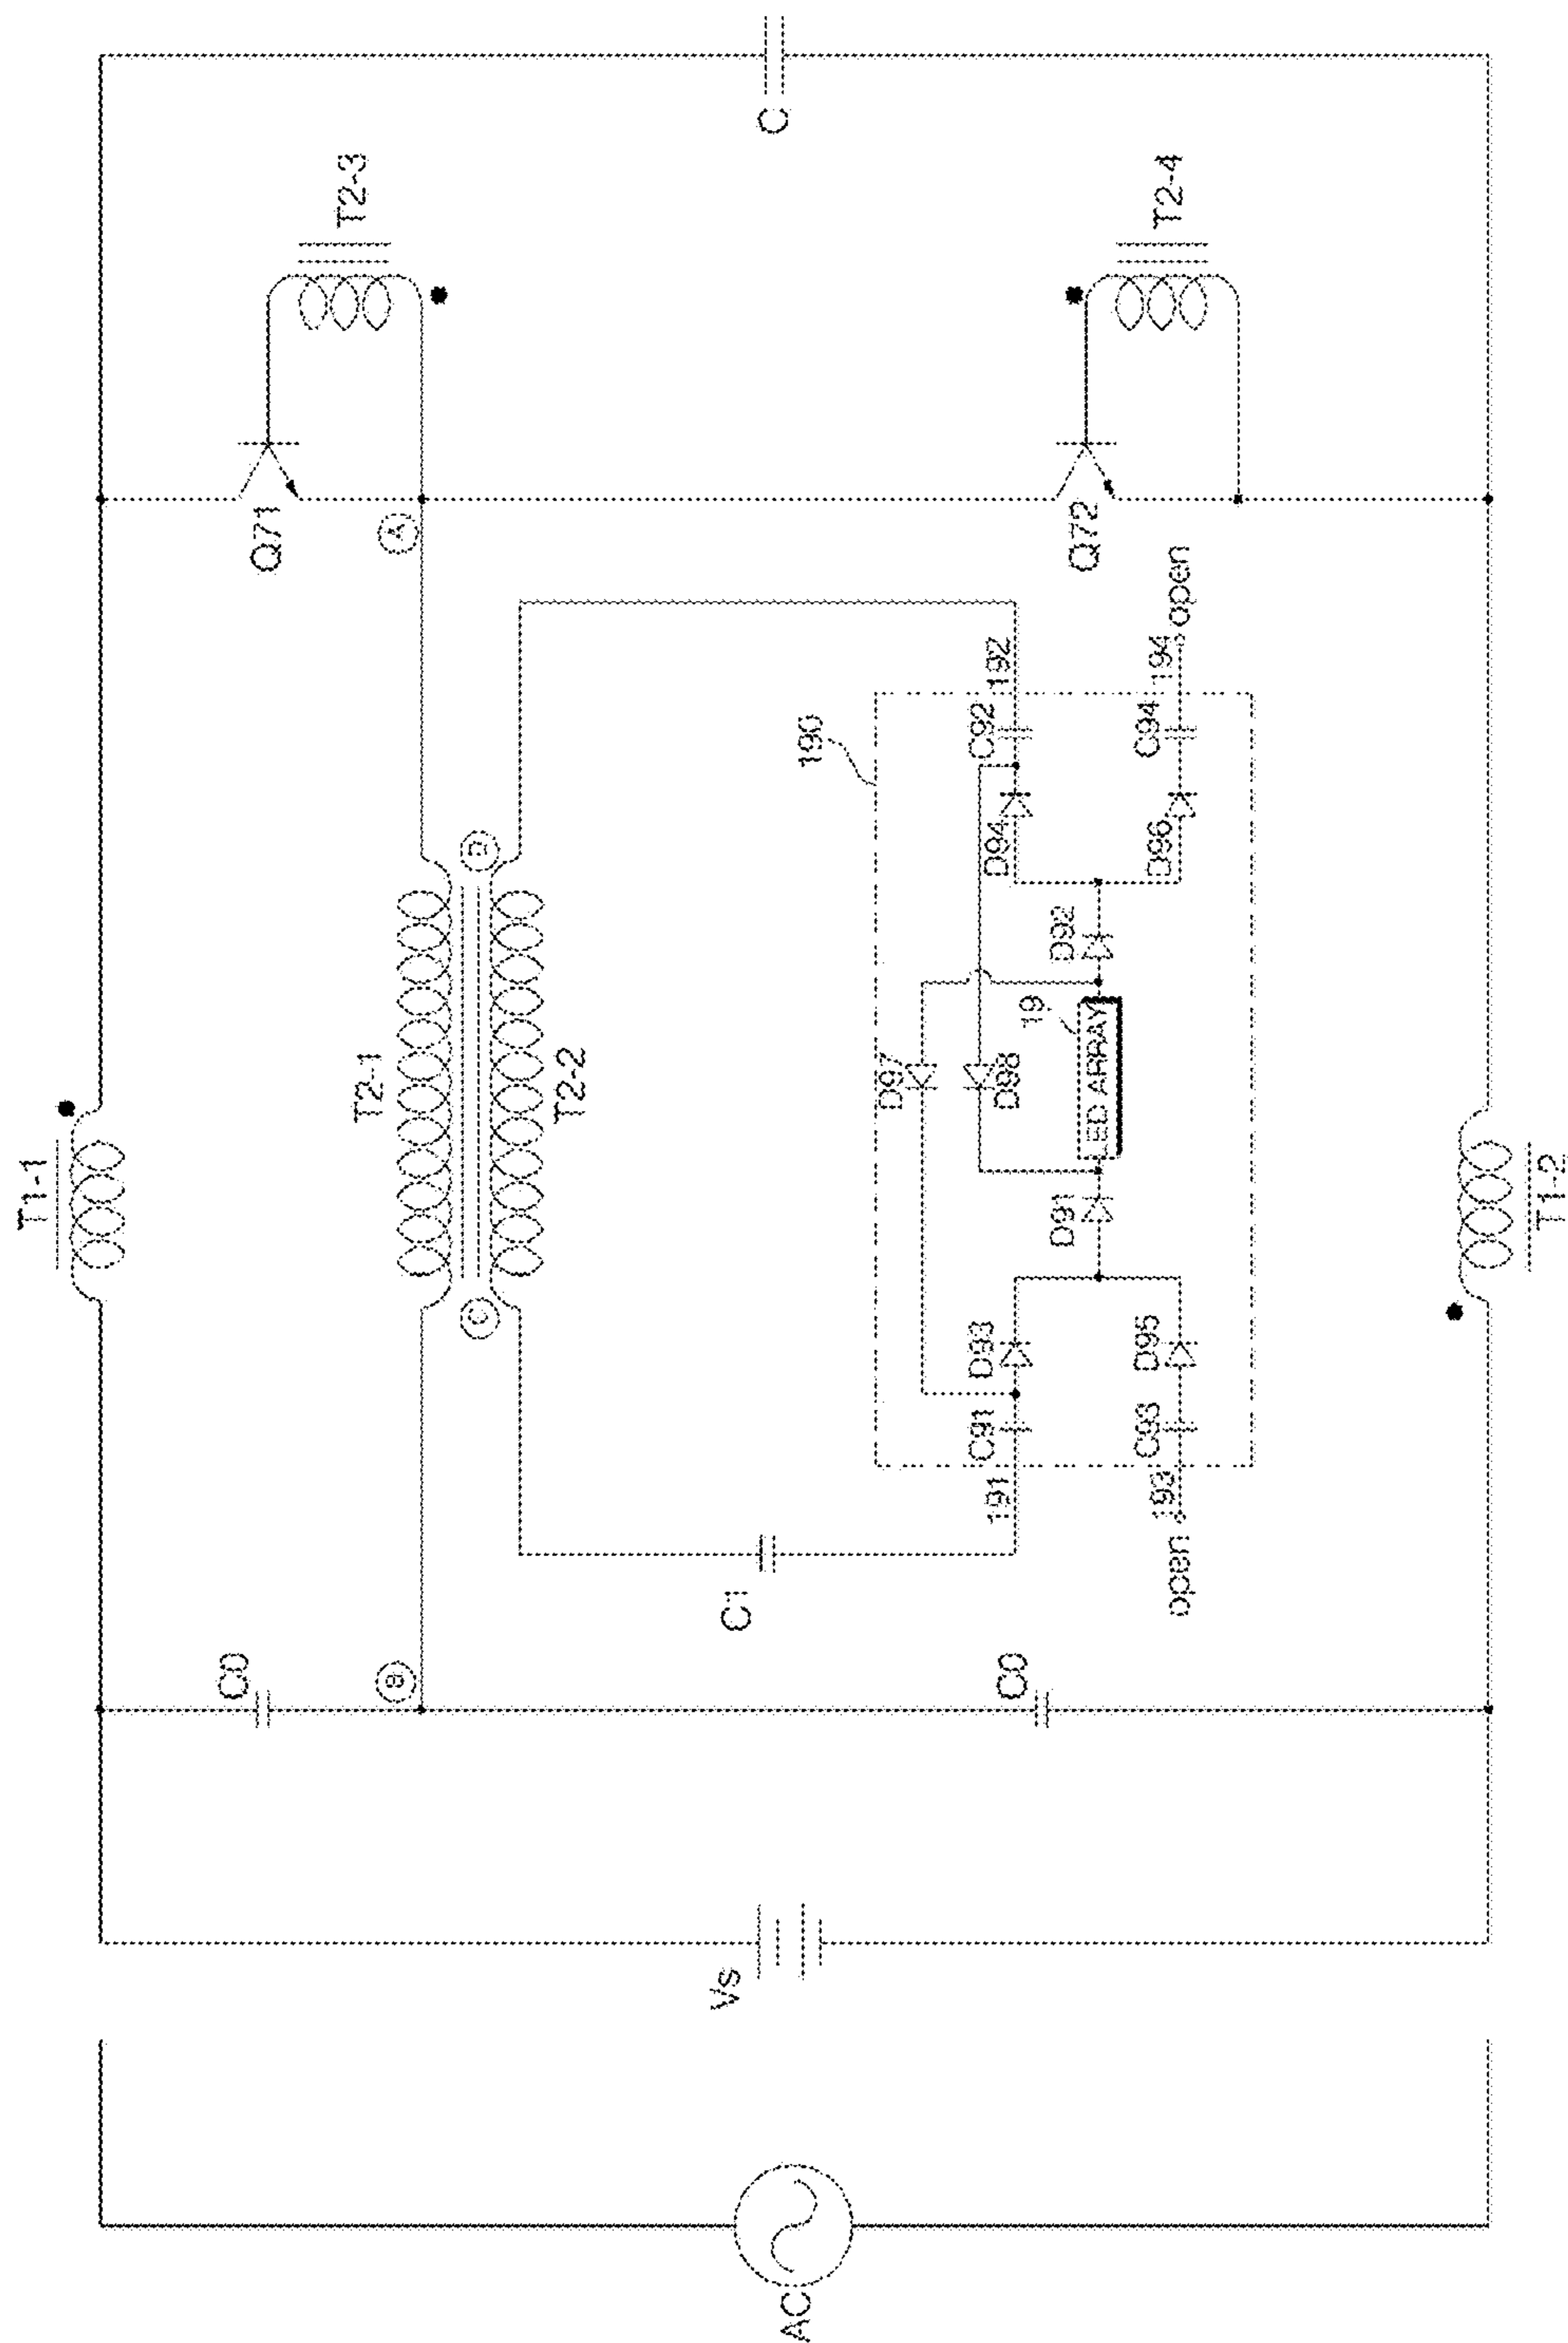 AC
Vs
C0
B
C0
T1-1
T2-1
C
D
T2-2
C1
190
191
C91
D93
193
C93
D95
open
D91
D97
D98
LED ARRAY
19
D92
D94
C92
192
D96
C94
194
open
T1-2
Q71
A
T2-3
Q72
T2-4
C